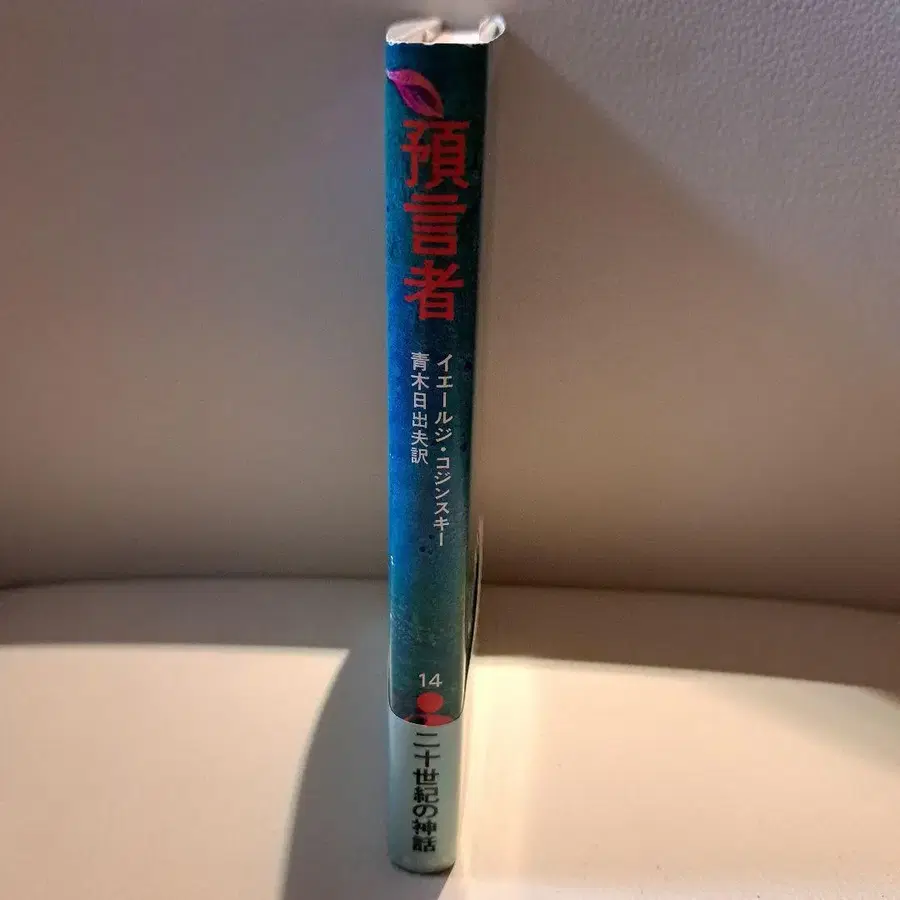 預言者
イエールジ・コジンスキー
青木日出夫訳
14
二十世紀の神話